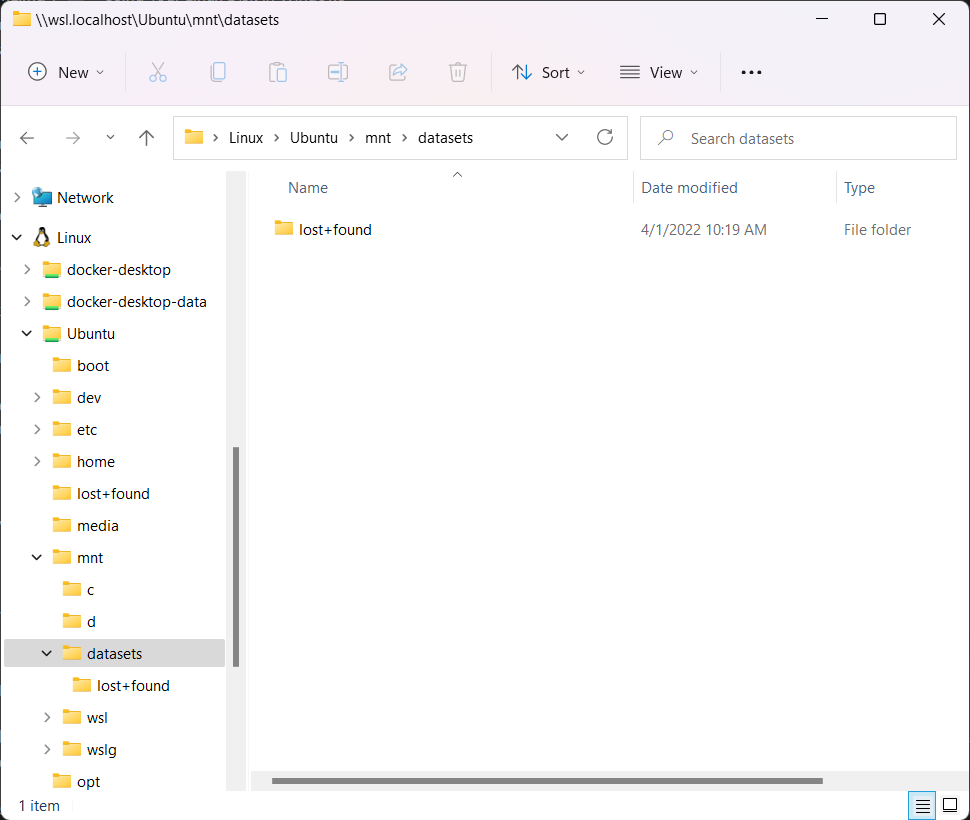 \\wsl.localhost\Ubuntu\mnt\datasets
New
Sort
View
Linux > Ubuntu > mnt > datasets
Search datasets
Name
Date modified
Type
lost+found
4/1/2022 10:19 AM
File folder
Network
Linux
docker-desktop
docker-desktop-data
Ubuntu
boot
dev
etc
home
lost+found
media
mnt
c
d
datasets
lost+found
wsl
wslg
opt
1 item